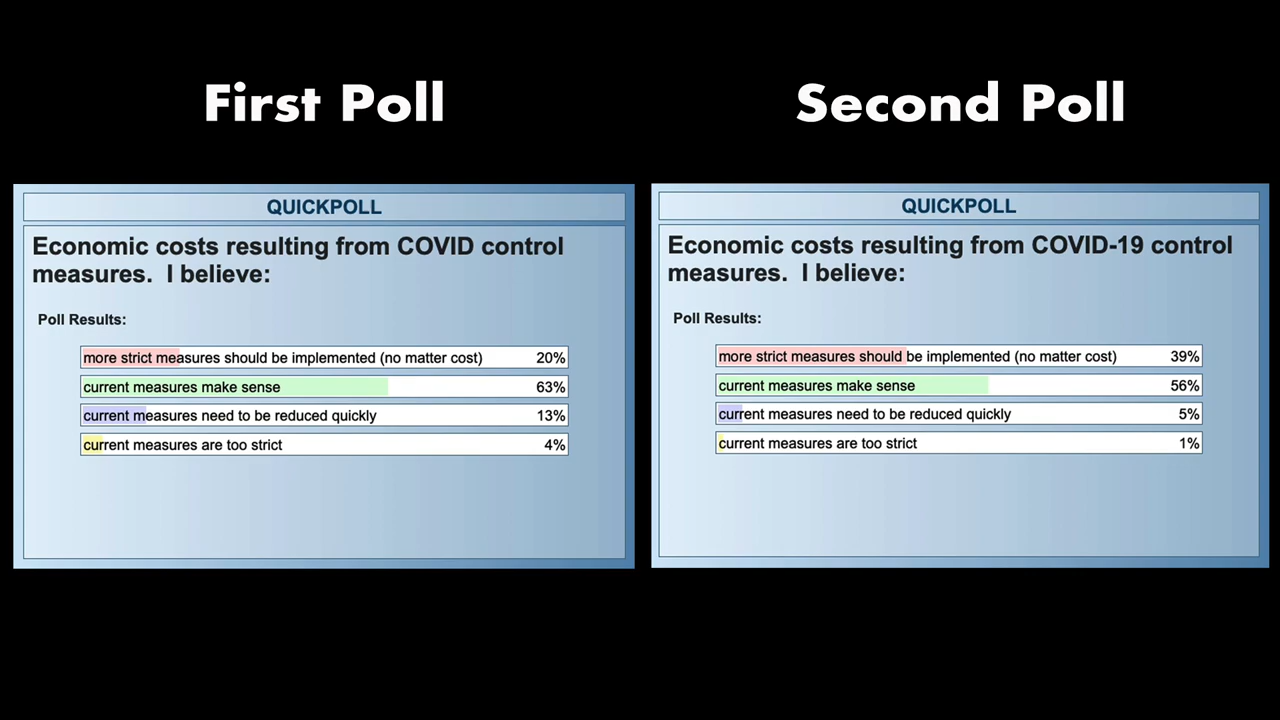 First Poll
QUICKPOLL
Economic costs resulting from COVID control
measures. I believe:
Poll Results:
more strict measures should be implemented (no matter cost) 20%
current measures make sense 63%
current measures need to be reduced quickly 13%
current measures are too strict 4%
Second Poll
QUICKPOLL
Economic costs resulting from COVID-19 control
measures. I believe:
Poll Results:
more strict measures should be implemented (no matter cost) 39%
current measures make sense 56%
current measures need to be reduced quickly 5%
current measures are too strict 1%